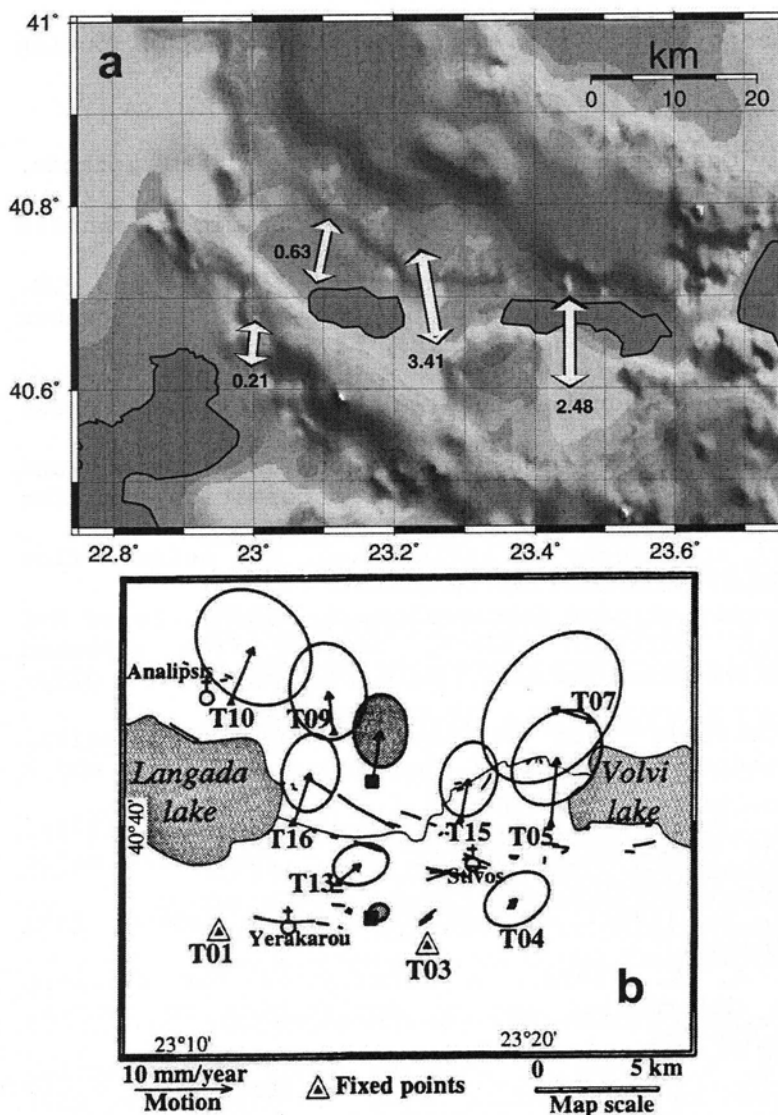 41°
a
km
0 10 20
40.8°
0.63
0.21
3.41
2.48
40.6°
22.8° 23° 23.2° 23.4° 23.6°
Analipsis
T10
T09
T07
Langada
lake
Volvi
lake
40°40'
T16
T15
T05
T13
Stivos
T04
T01
Yerakarou
T03
b
23°10'
23°20'
10 mm/year
Motion
Fixed points
0 5 km
Map scale